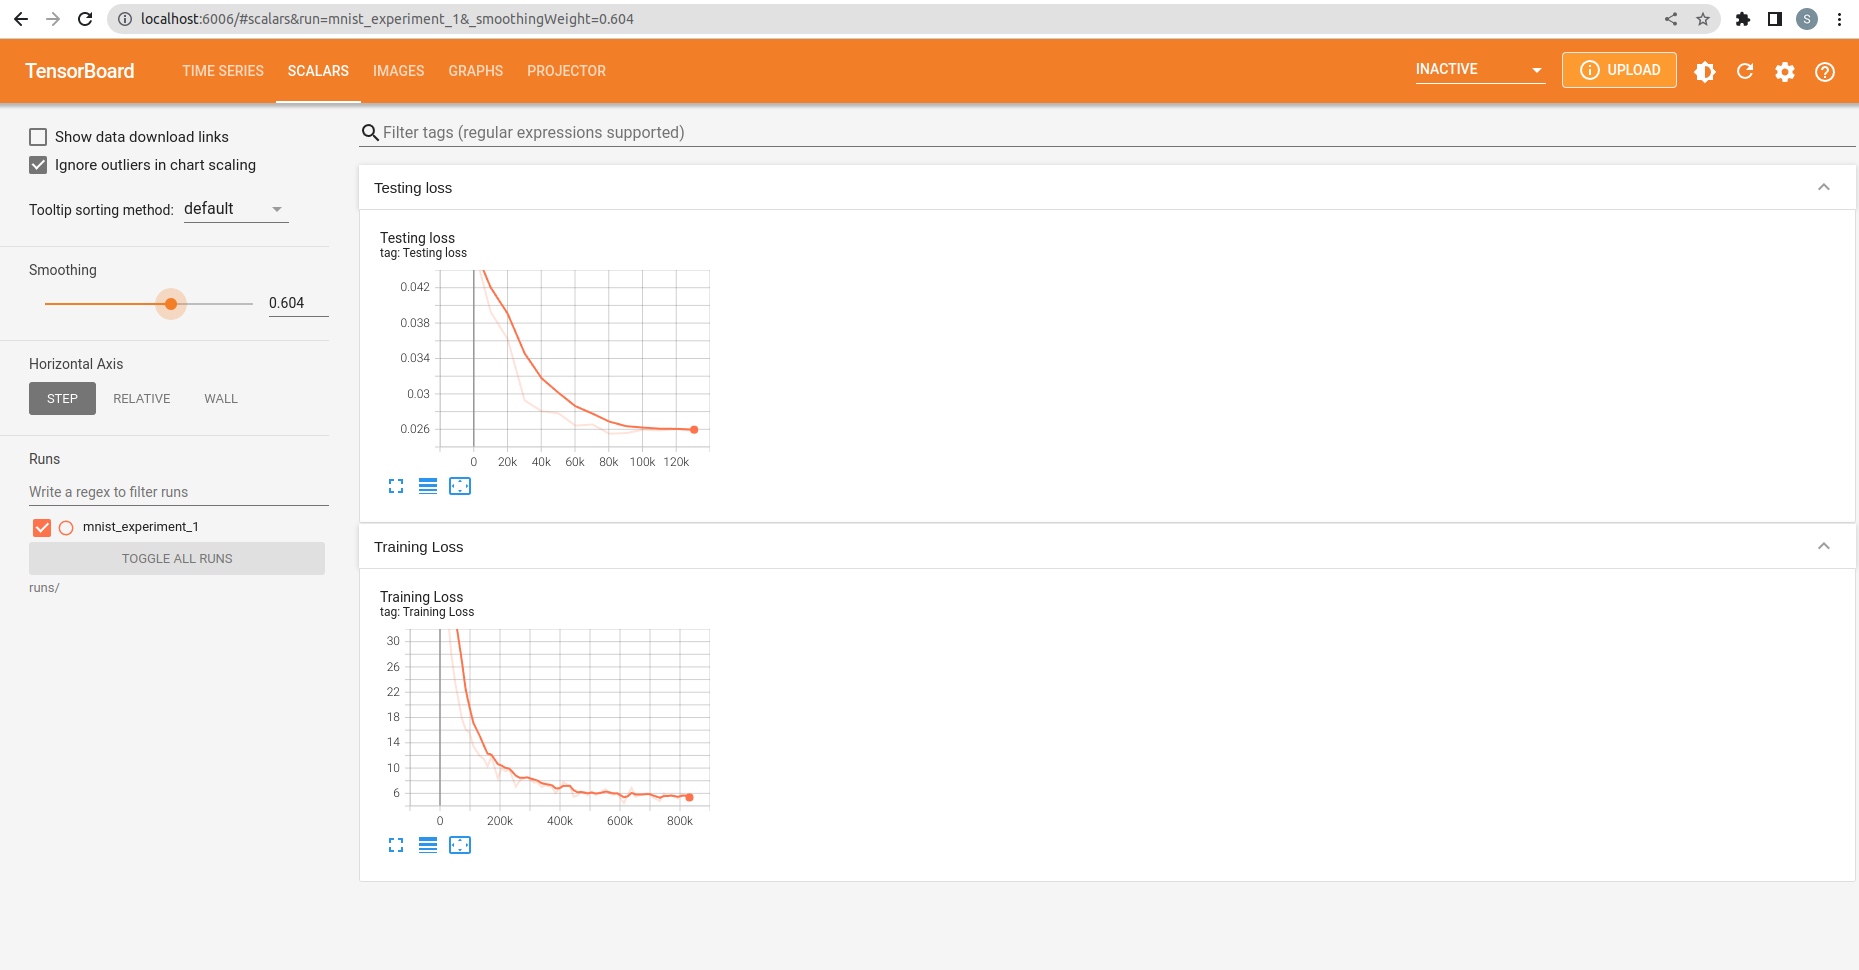 localhost:6006/#scalars&run=mnist_experiment_1&_smoothingWeight=0.604
S
TensorBoard
TIME SERIES
SCALARS
IMAGES
GRAPHS
PROJECTOR
INACTIVE
UPLOAD
Show data download links
Ignore outliers in chart scaling
Tooltip sorting method: default
Smoothing
0.604
Horizontal Axis
STEP
RELATIVE
WALL
Runs
Write a regex to filter runs
mnist_experiment_1
TOGGLE ALL RUNS
runs/
Filter tags (regular expressions supported)
Testing loss
Testing loss
tag: Testing loss
0.042
0.038
0.034
0.03
0.026
0 20k 40k 60k 80k 100k 120k
Training Loss
Training Loss
tag: Training Loss
30
26
22
18
14
10
6
0 200k 400k 600k 800k